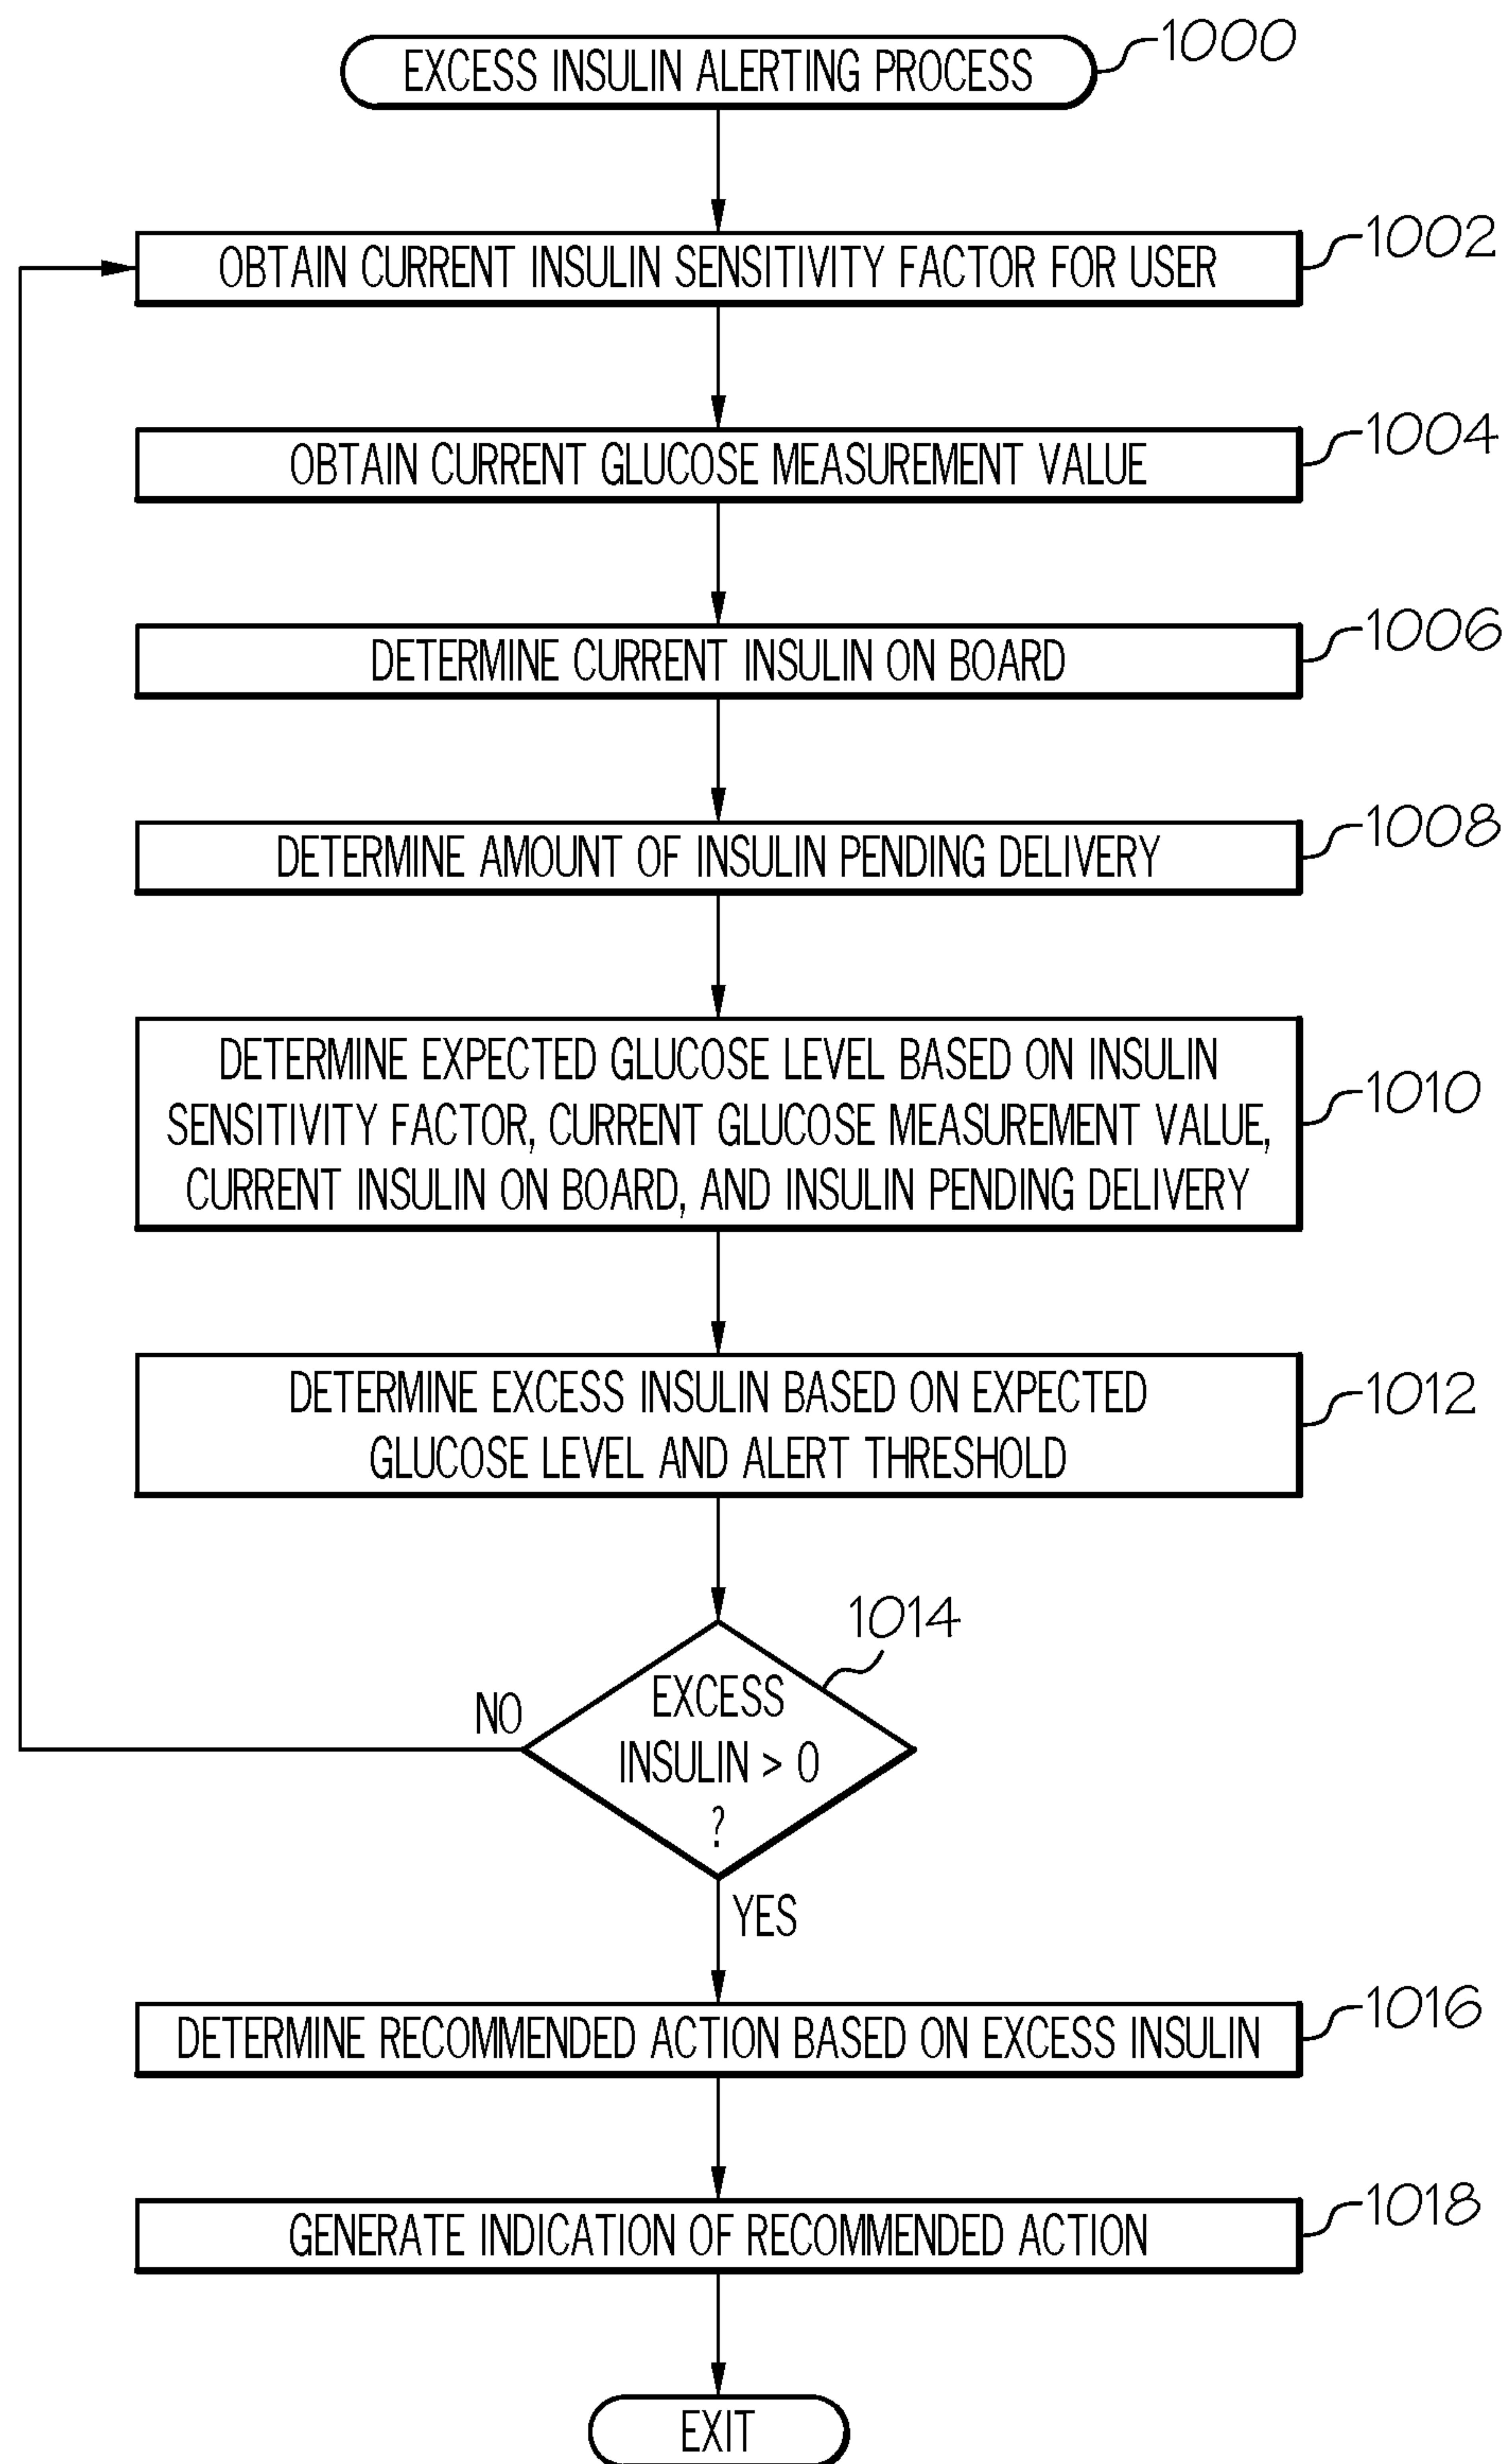 EXCESS INSULIN ALERTING PROCESS
1000
OBTAIN CURRENT INSULIN SENSITIVITY FACTOR FOR USER
1002
OBTAIN CURRENT GLUCOSE MEASUREMENT VALUE
1004
DETERMINE CURRENT INSULIN ON BOARD
1006
DETERMINE AMOUNT OF INSULIN PENDING DELIVERY
1008
DETERMINE EXPECTED GLUCOSE LEVEL BASED ON INSULIN
SENSITIVITY FACTOR, CURRENT GLUCOSE MEASUREMENT VALUE,
CURRENT INSULIN ON BOARD, AND INSULIN PENDING DELIVERY
1010
DETERMINE EXCESS INSULIN BASED ON EXPECTED
GLUCOSE LEVEL AND ALERT THRESHOLD
1012
1014
EXCESS
INSULIN > 0
?
NO
YES
DETERMINE RECOMMENDED ACTION BASED ON EXCESS INSULIN
1016
GENERATE INDICATION OF RECOMMENDED ACTION
1018
EXIT